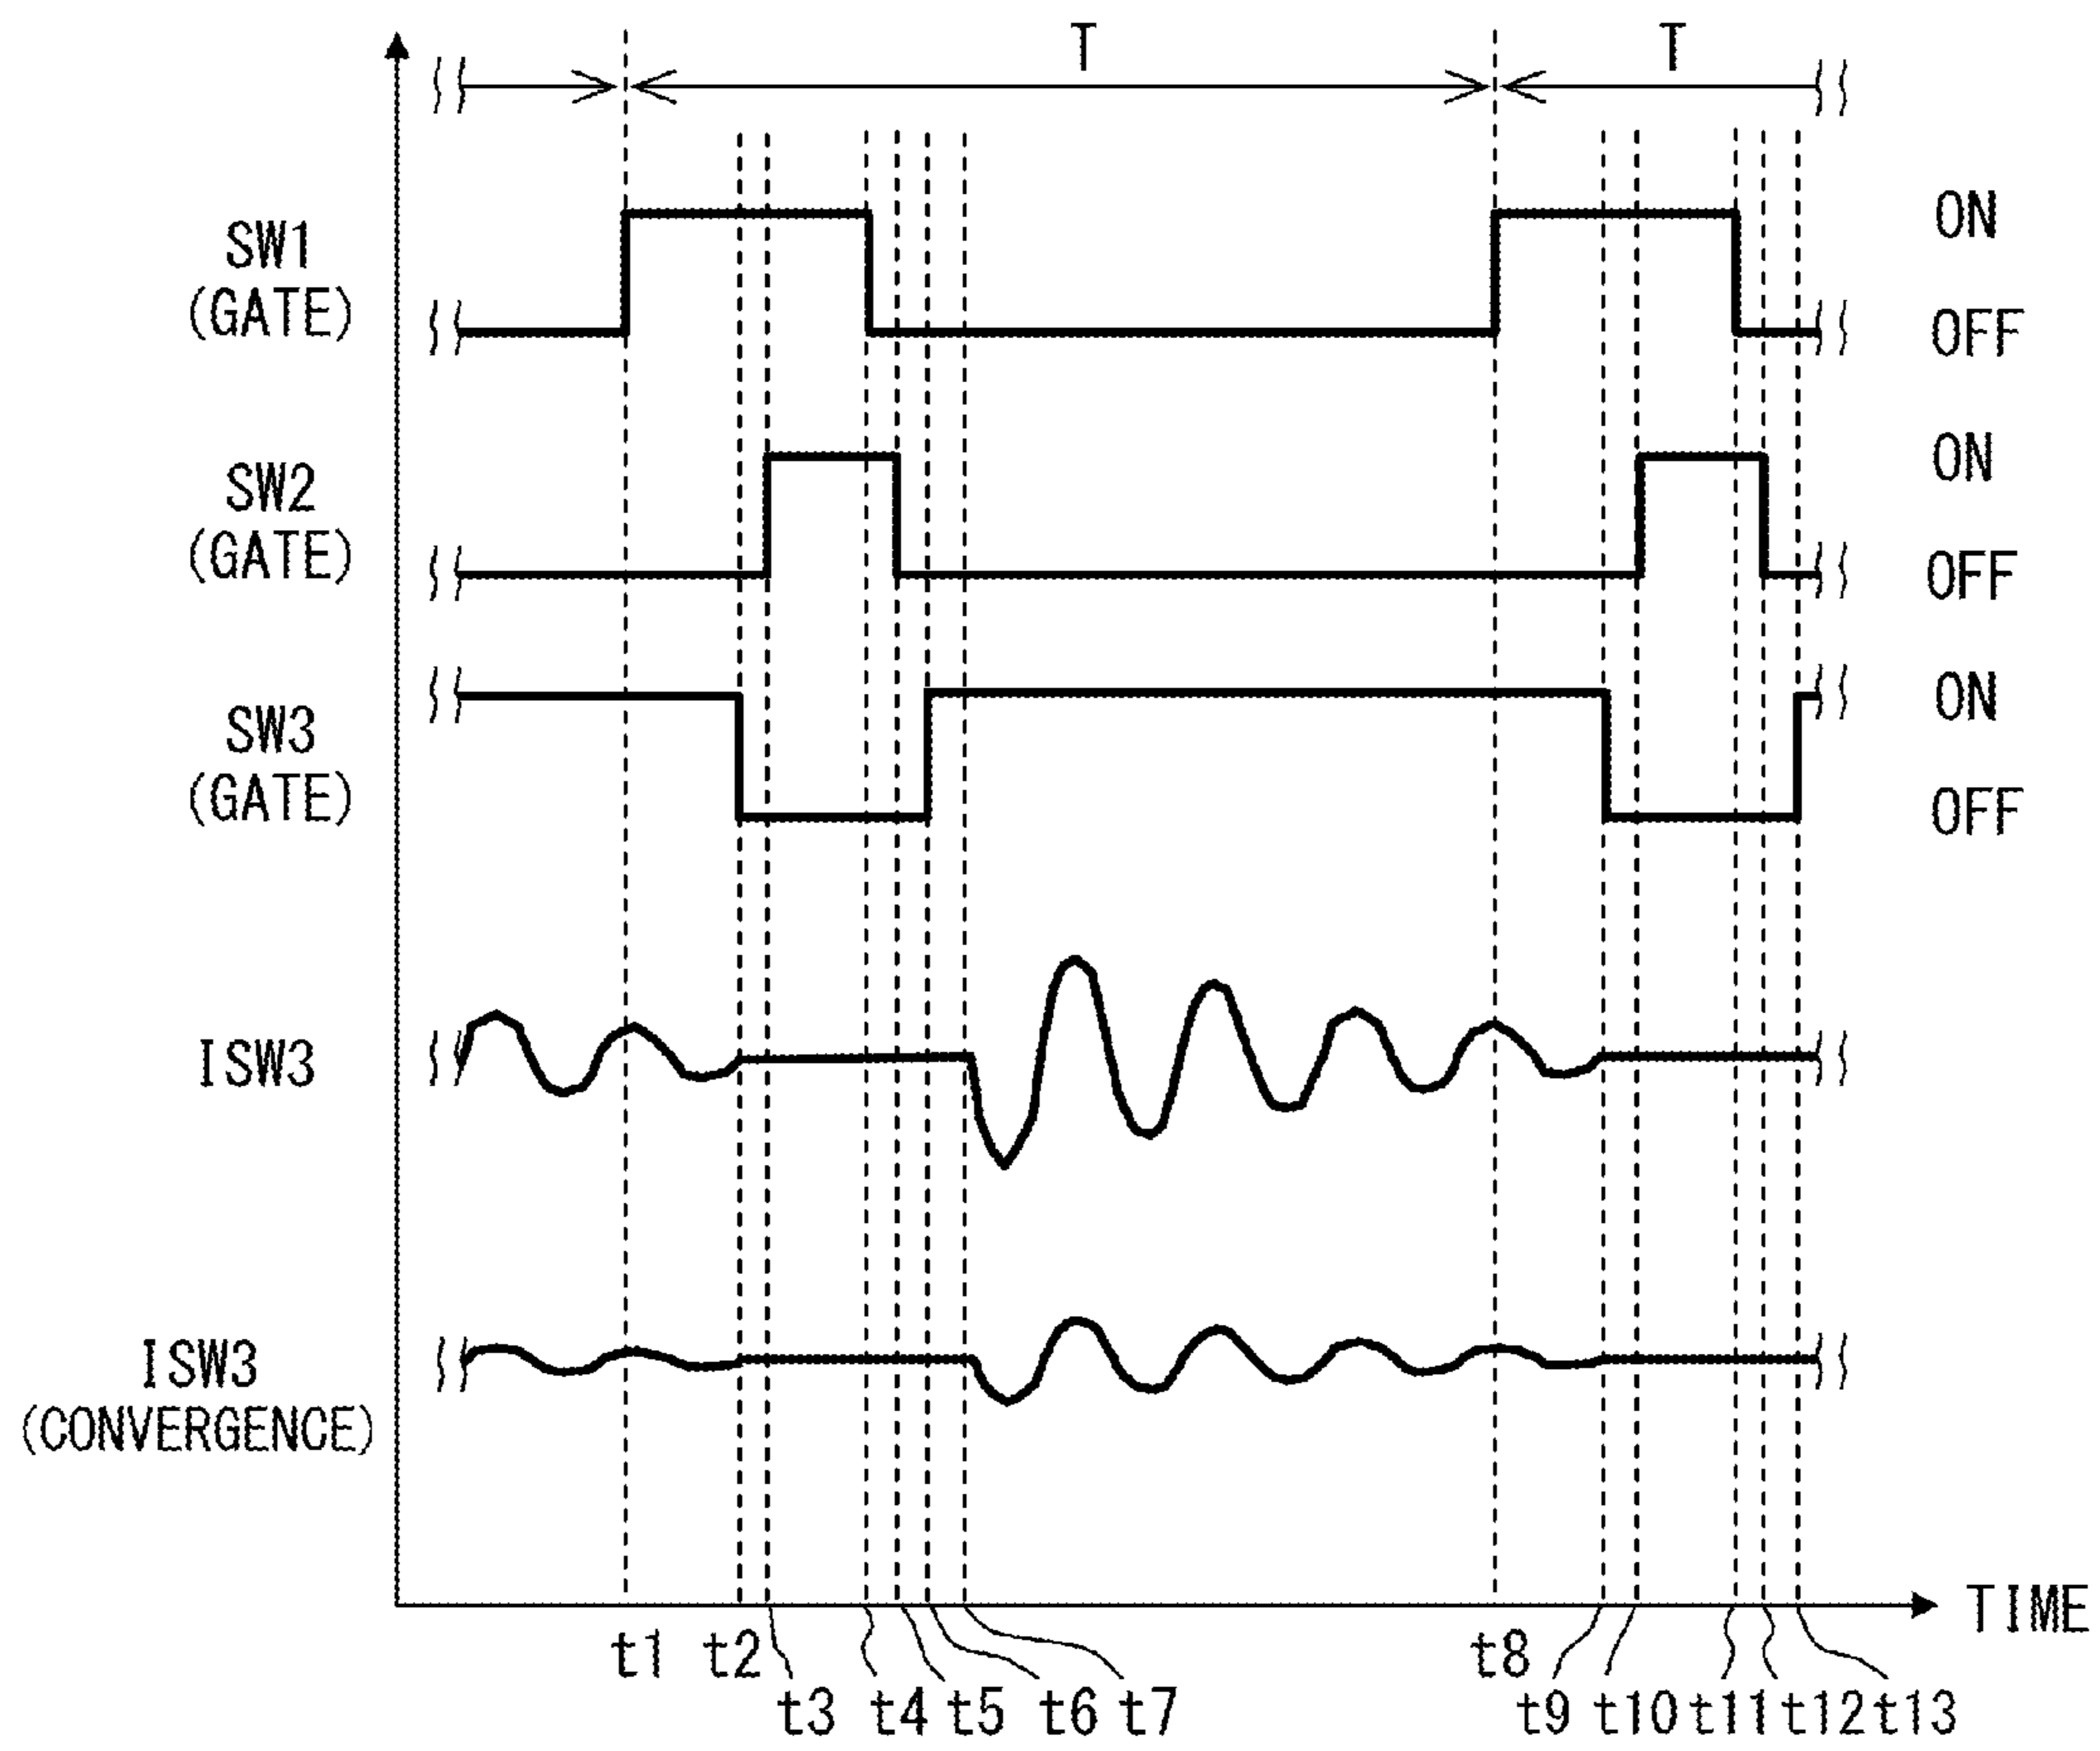 T T
SW1
(GATE)
ON
OFF
SW2
(GATE)
ON
OFF
SW3
(GATE)
ON
OFF
ISW3
ISW3
(CONVERGENCE)
TIME
t1 t2 t8
t3 t4 t5 t6 t7 t9 t10 t11 t12 t13